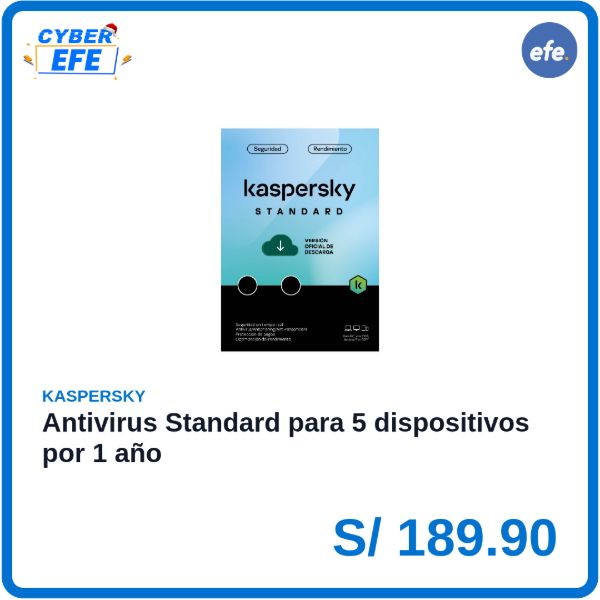 CYBER
EFE
efe.
Seguridad
Rendimiento
kaspersky
STANDARD
VERSIÓN
OFICIAL DE
DESCARGA
k
KASPERSKY
Antivirus Standard para 5 dispositivos
por 1 año
S/ 189.90